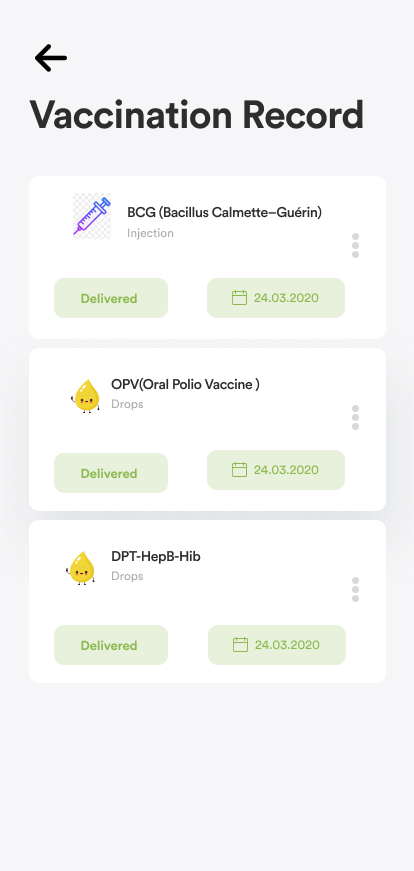 Vaccination Record
BCG (Bacillus Calmette–Guérin)
Injection
Delivered
24.03.2020
OPV(Oral Polio Vaccine )
Drops
Delivered
24.03.2020
DPT-HepB-Hib
Drops
Delivered
24.03.2020